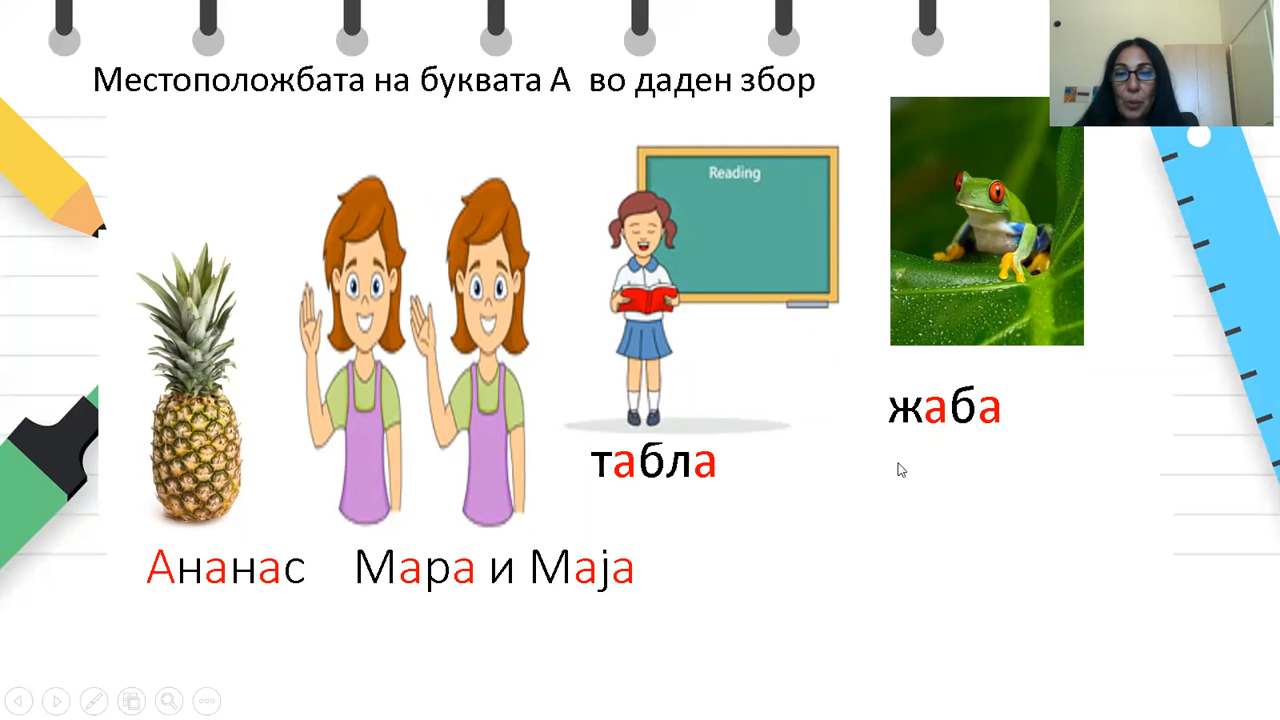 Местоположбата на буквата А во даден збор
Reading
жаба
табла
Ананас
Мара и Маја